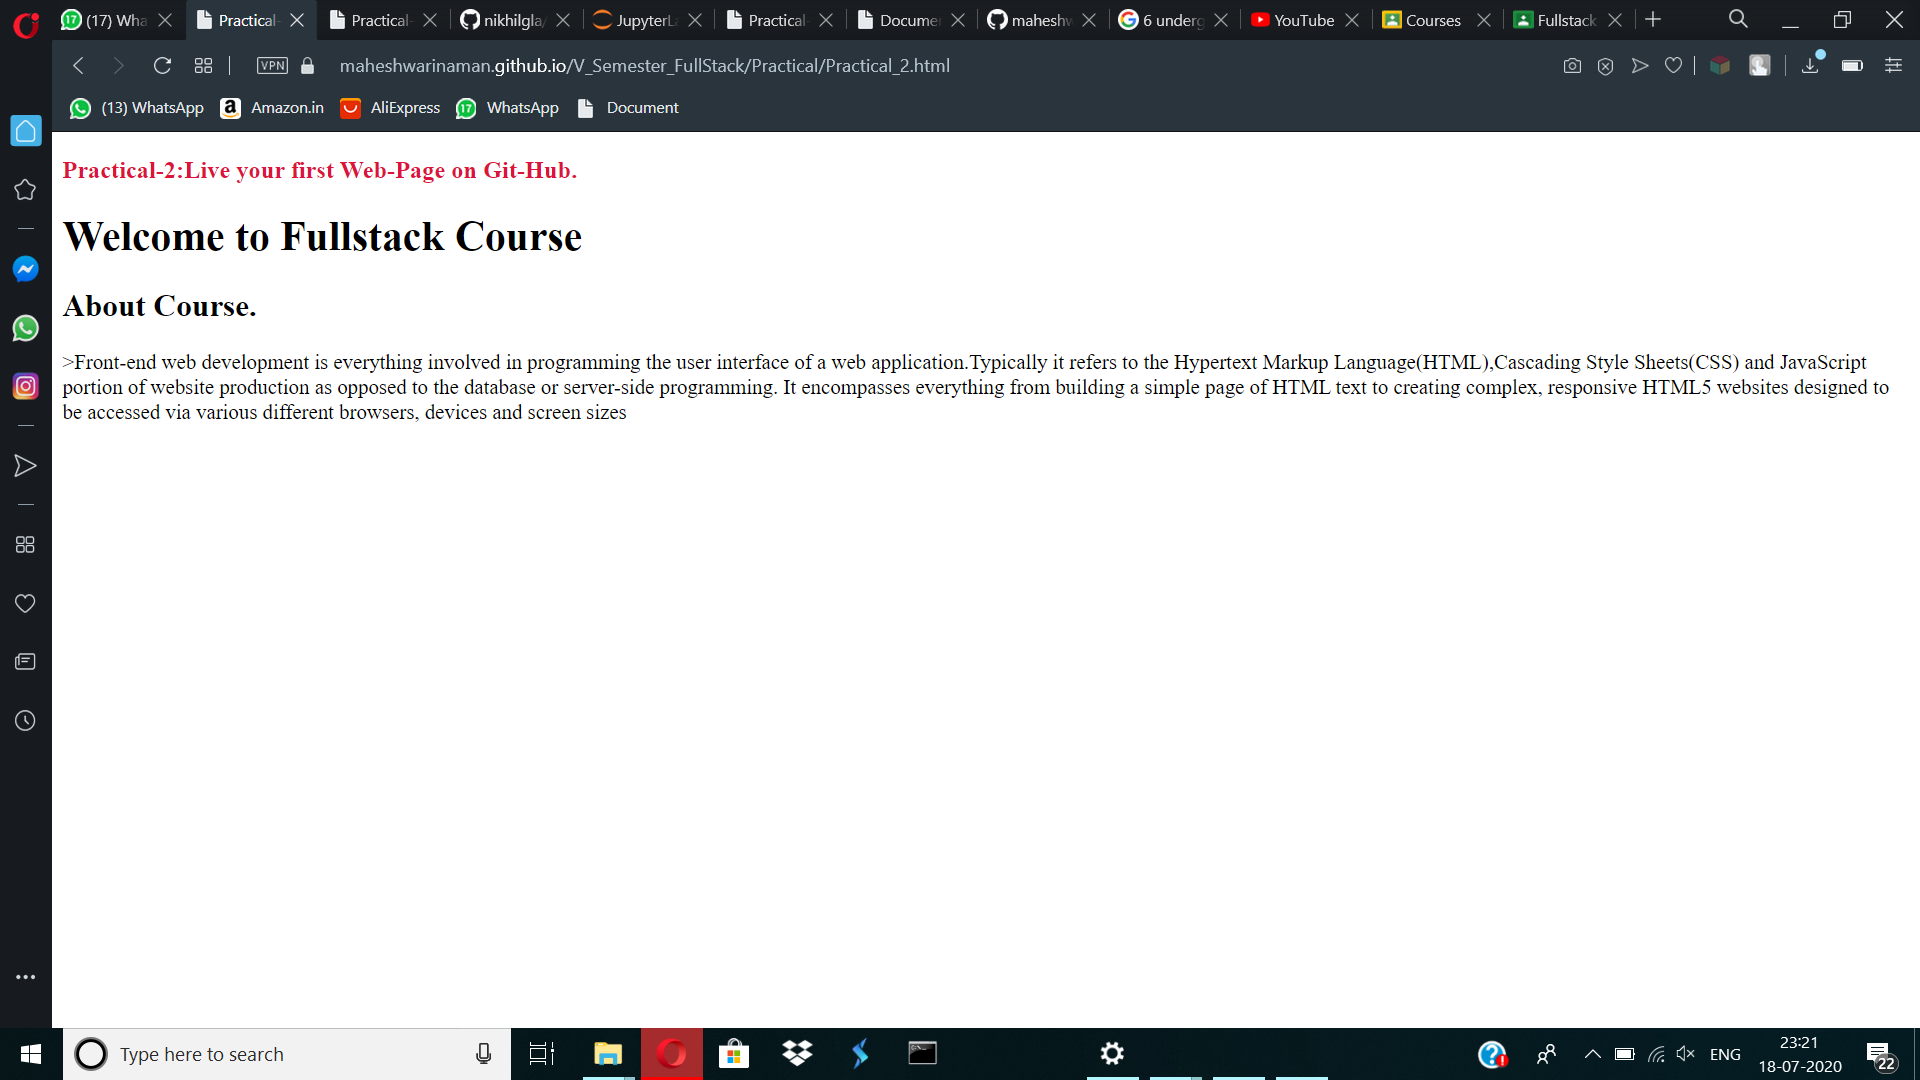 (17) Wha
Practical-
Practical-
nikhilgla/
JupyterLa
Practical-
Documen
maheshw
6 underg
YouTube
Courses
Fullstack
VPN
maheshwarinaman.github.io/V_Semester_FullStack/Practical/Practical_2.html
(13) WhatsApp
Amazon.in
AliExpress
17
WhatsApp
Document
Practical-2:Live your first Web-Page on Git-Hub.
Welcome to Fullstack Course
About Course.
>Front-end web development is everything involved in programming the user interface of a web application.Typically it refers to the Hypertext Markup Language(HTML),Cascading Style Sheets(CSS) and JavaScript
portion of website production as opposed to the database or server-side programming. It encompasses everything from building a simple page of HTML text to creating complex, responsive HTML5 websites designed to
be accessed via various different browsers, devices and screen sizes
Type here to search
ENG
23:21
18-07-2020
22